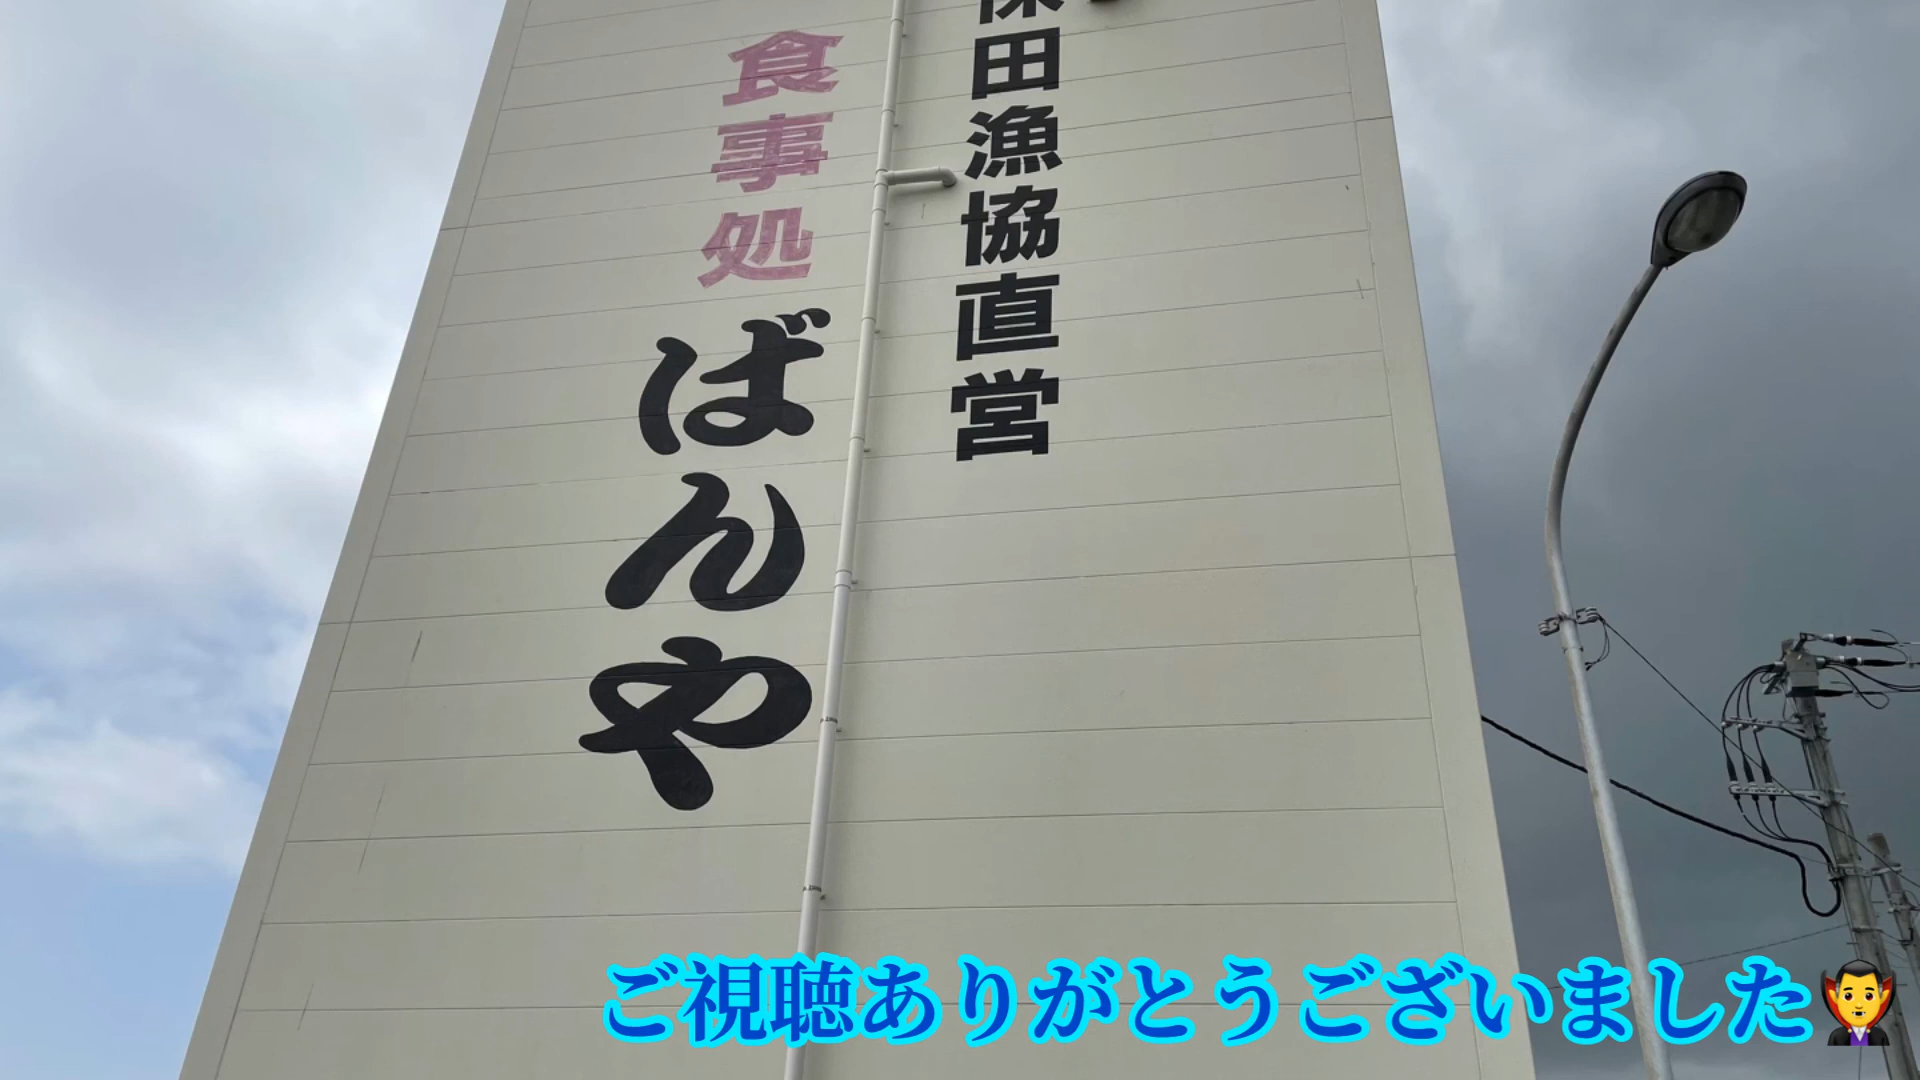 保田漁協直営
食事処
ばんや
ご視聴ありがとうございました